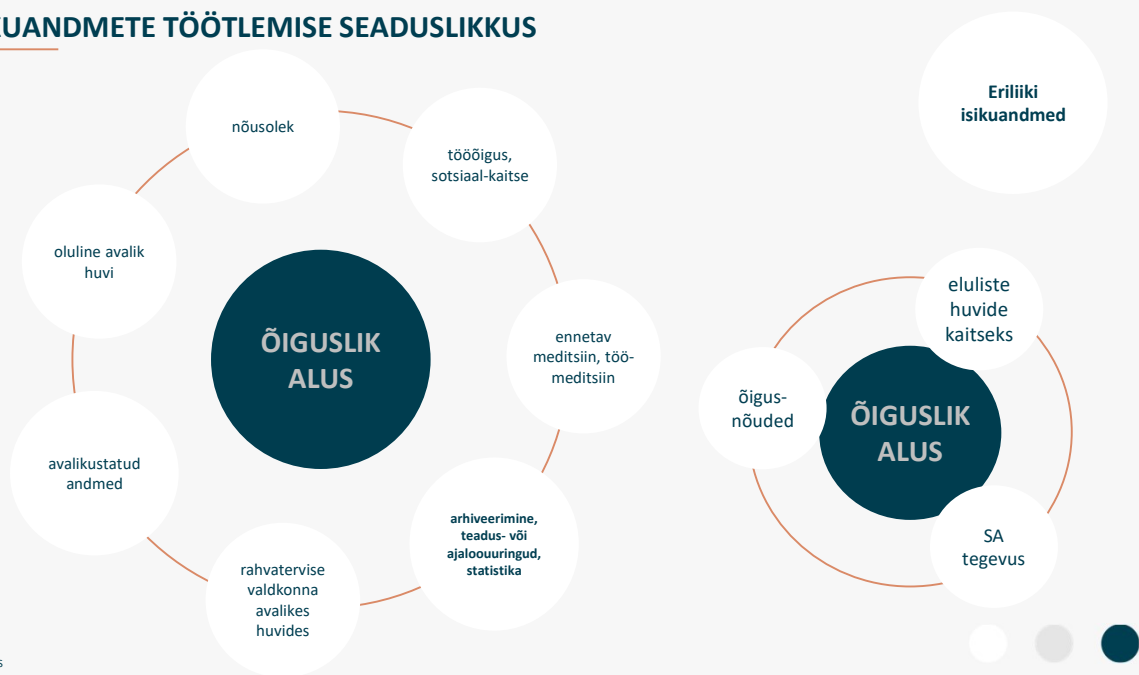 KUANDMETE TÖÖTLEMISE SEADUSLIKKUS
Eriliiki
isikuandmed
nõusolek
tööõigus,
sotsiaal-kaitse
oluline avalik
huvi
ÕIGUSLIK
ALUS
ennetav
meditsiin, töö-
meditsiin
avalikustatud
andmed
arhiveerimine,
teadus- või
ajaloouuringud,
statistika
rahvatervise
valdkonna
avalikes
huvides
eluliste
huvide
kaitseks
õigus-
nõuded
ÕIGUSLIK
ALUS
SA
tegevus
s